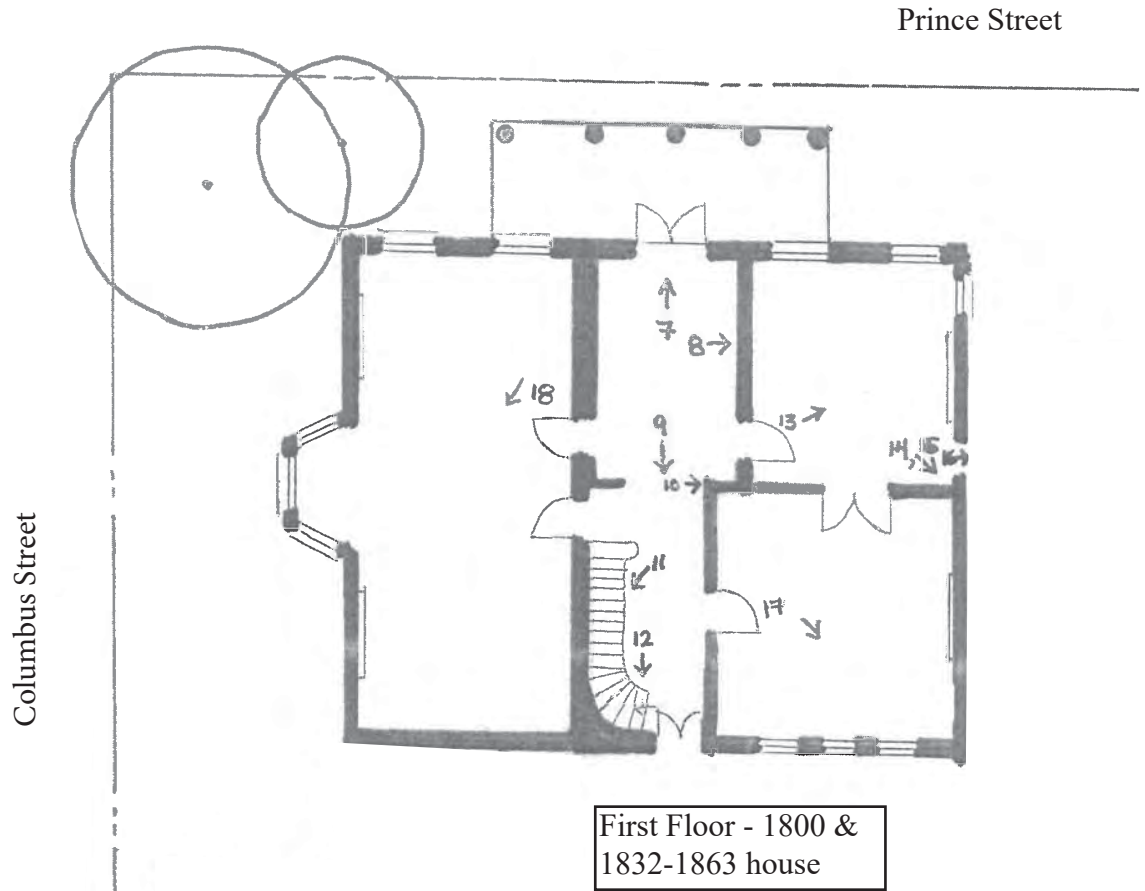 Prince Street
7
8
18
13
9
14, 15
16
10
11
17
12
Columbus Street
First Floor - 1800 &
1832-1863 house